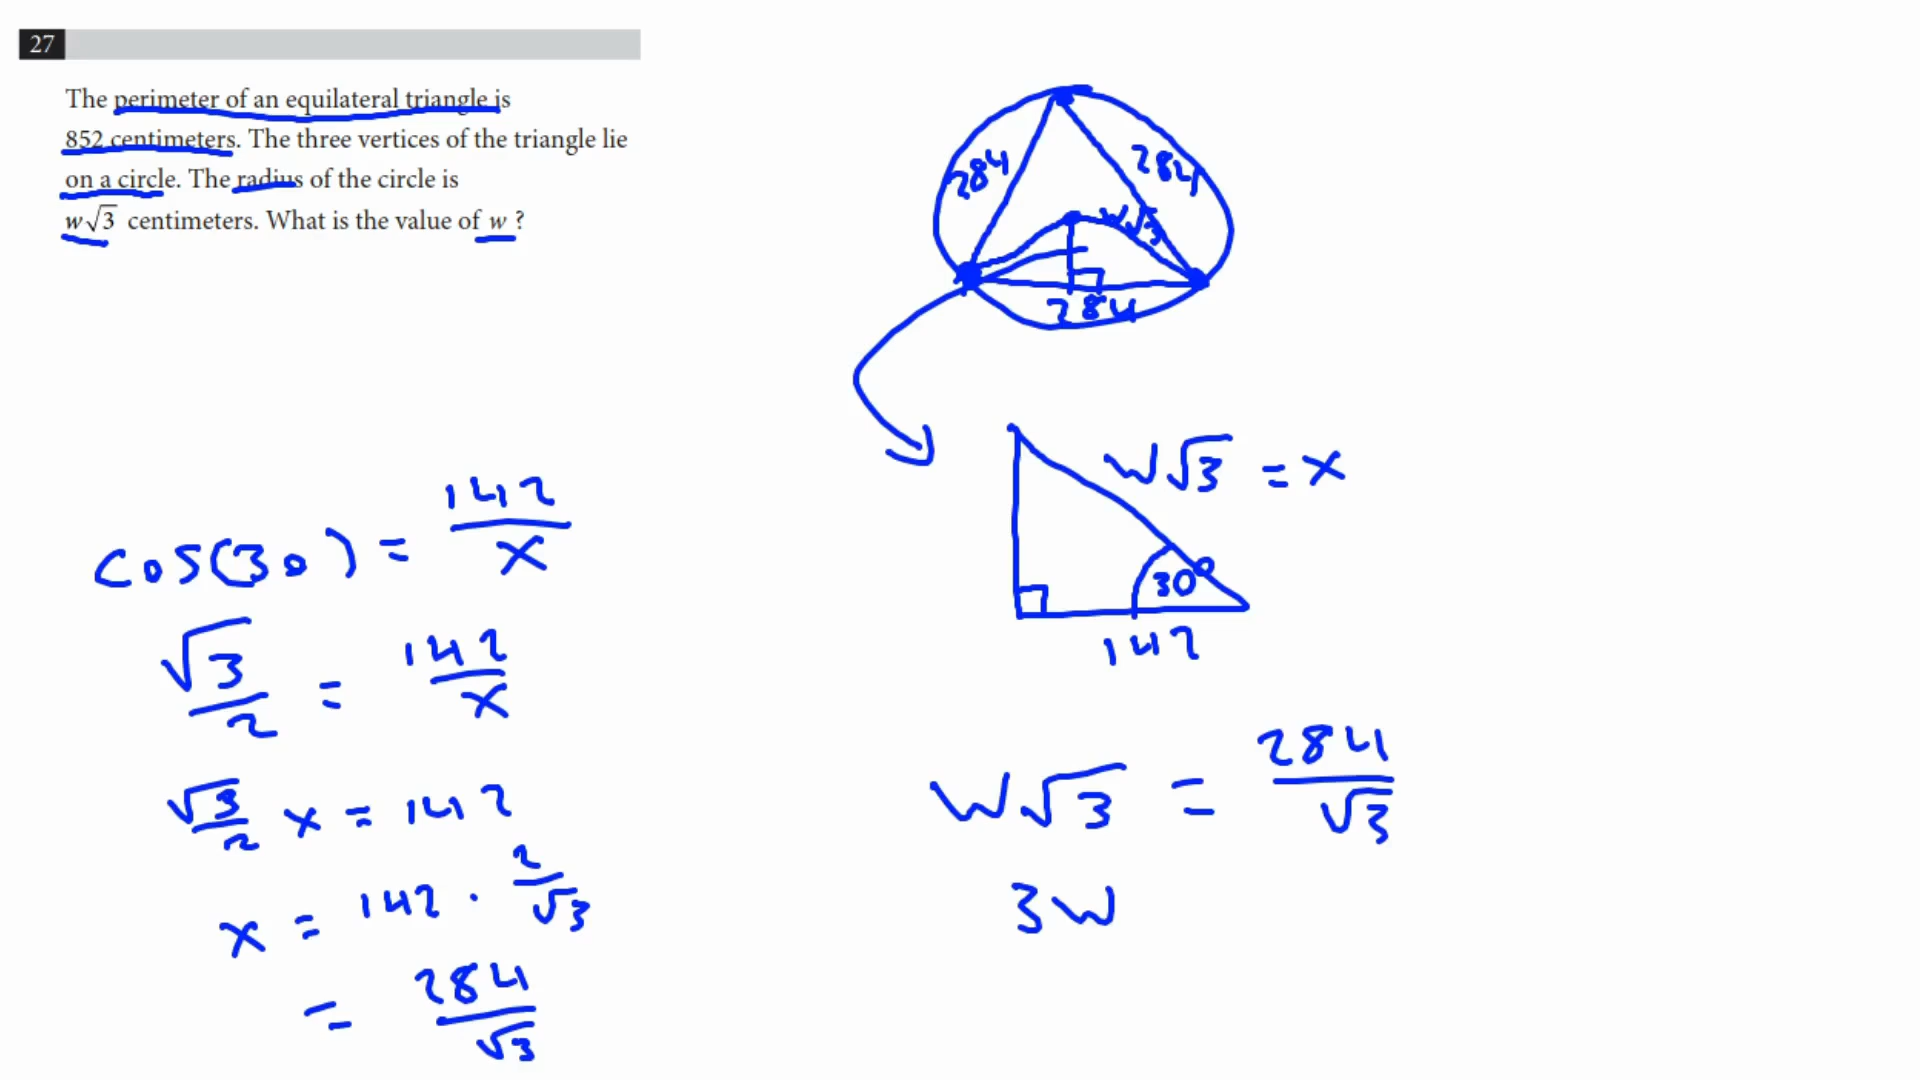 27
The perimeter of an equilateral triangle is
852 centimeters. The three vertices of the triangle lie
on a circle. The radius of the circle is
w√3 centimeters. What is the value of w ?
284
284
w√3
284
w√3 = x
30°
142
cos(30) = 142/x
√3/2 = 142/x
√3/2 x = 142
x = 142 · 2/√3
= 284/√3
w√3 = 284/√3
3w